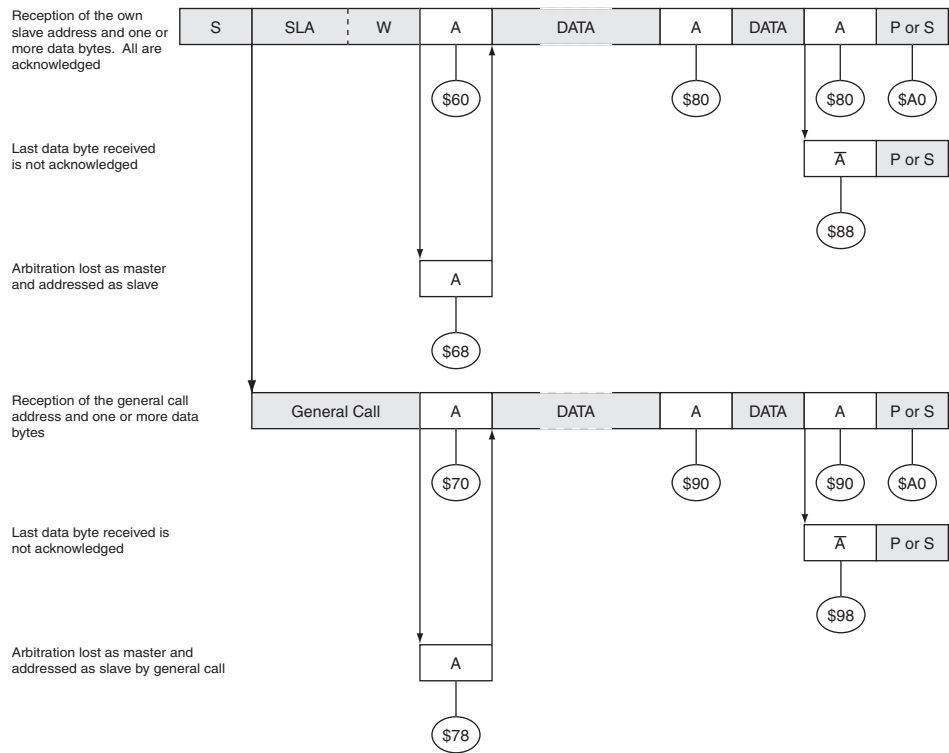 Reception of the own
slave address and one or
more data bytes. All are
acknowledged
S SLA W A DATA A DATA A P or S
$60 $80 $80 $A0
Last data byte received
is not acknowledged
A̅ P or S
$88
Arbitration lost as master
and addressed as slave
A
$68
Reception of the general call
address and one or more data
bytes
General Call A DATA A DATA A P or S
$70 $90 $90 $A0
Last data byte received is
not acknowledged
A̅ P or S
$98
Arbitration lost as master and
addressed as slave by general call
A
$78